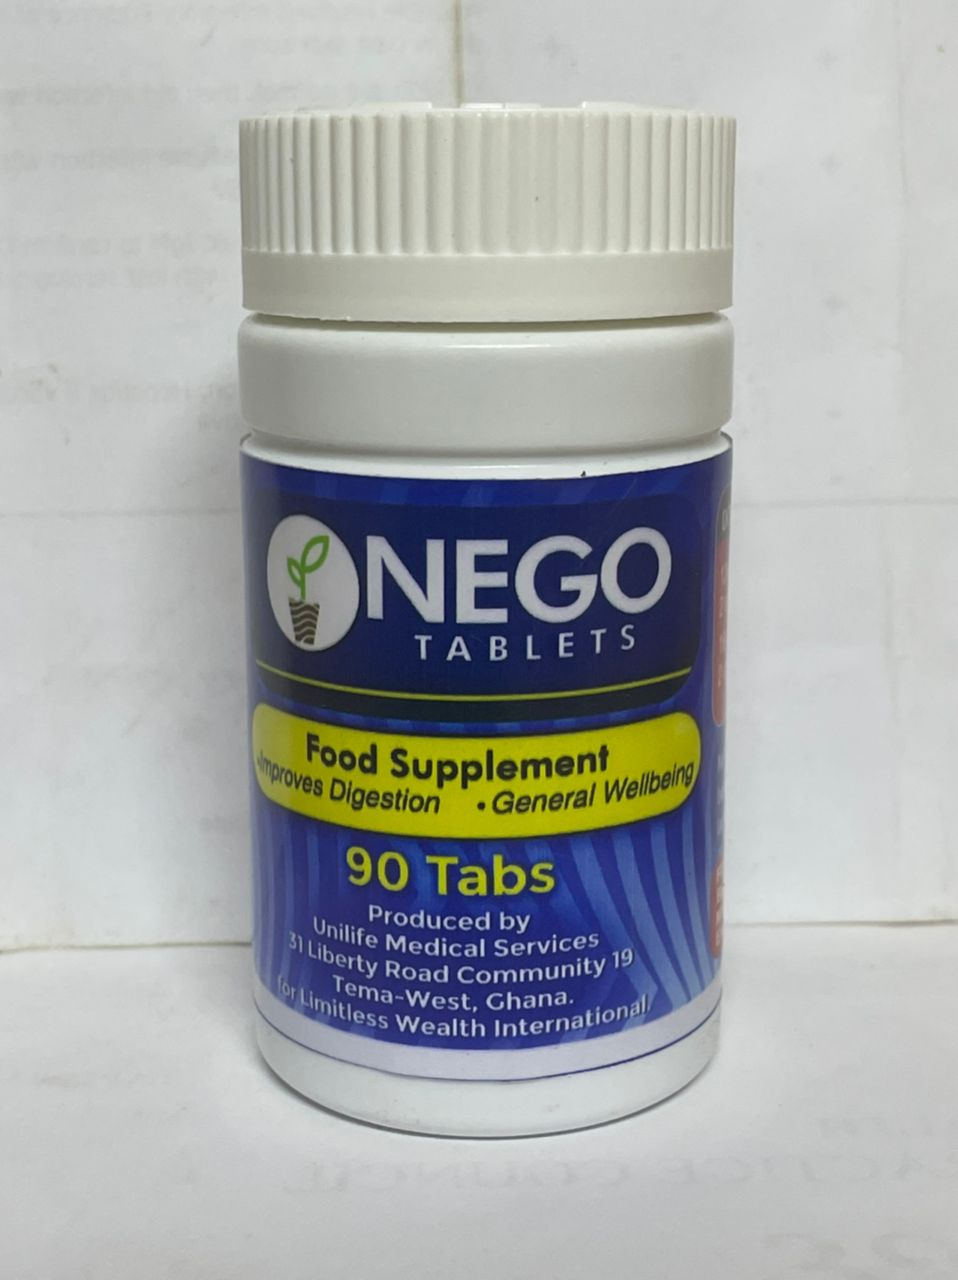 NEGO
TABLETS
Food Supplement
•Improves Digestion • General Wellbeing
90 Tabs
Produced by
Unilife Medical Services
31 Liberty Road Community 19
Tema-West, Ghana.
for Limitless Wealth International.